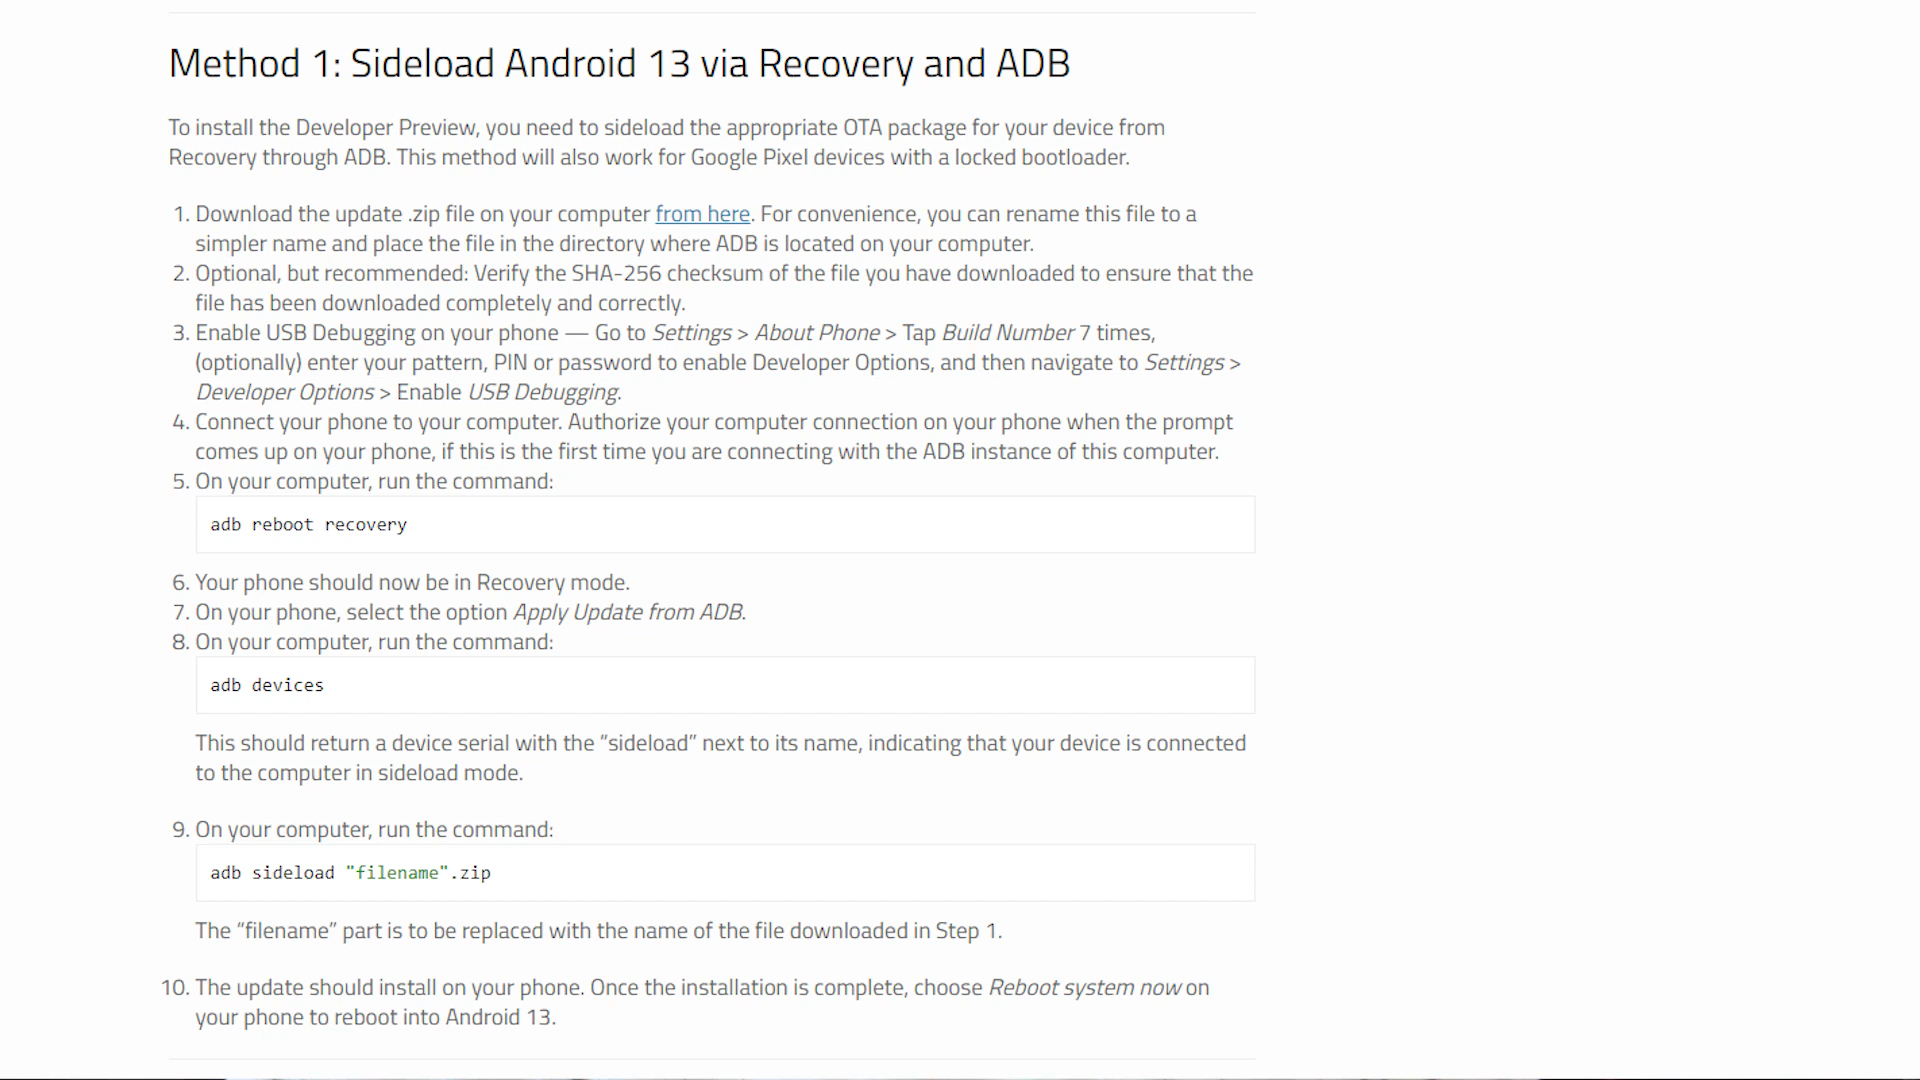 Method 1: Sideload Android 13 via Recovery and ADB
To install the Developer Preview, you need to sideload the appropriate OTA package for your device from
Recovery through ADB. This method will also work for Google Pixel devices with a locked bootloader.
1. Download the update .zip file on your computer from here. For convenience, you can rename this file to a
simpler name and place the file in the directory where ADB is located on your computer.
2. Optional, but recommended: Verify the SHA-256 checksum of the file you have downloaded to ensure that the
file has been downloaded completely and correctly.
3. Enable USB Debugging on your phone — Go to Settings > About Phone > Tap Build Number 7 times,
(optionally) enter your pattern, PIN or password to enable Developer Options, and then navigate to Settings >
Developer Options > Enable USB Debugging.
4. Connect your phone to your computer. Authorize your computer connection on your phone when the prompt
comes up on your phone, if this is the first time you are connecting with the ADB instance of this computer.
5. On your computer, run the command:
adb reboot recovery
6. Your phone should now be in Recovery mode.
7. On your phone, select the option Apply Update from ADB.
8. On your computer, run the command:
adb devices
This should return a device serial with the “sideload” next to its name, indicating that your device is connected
to the computer in sideload mode.
9. On your computer, run the command:
adb sideload "filename".zip
The “filename” part is to be replaced with the name of the file downloaded in Step 1.
10. The update should install on your phone. Once the installation is complete, choose Reboot system now on
your phone to reboot into Android 13.